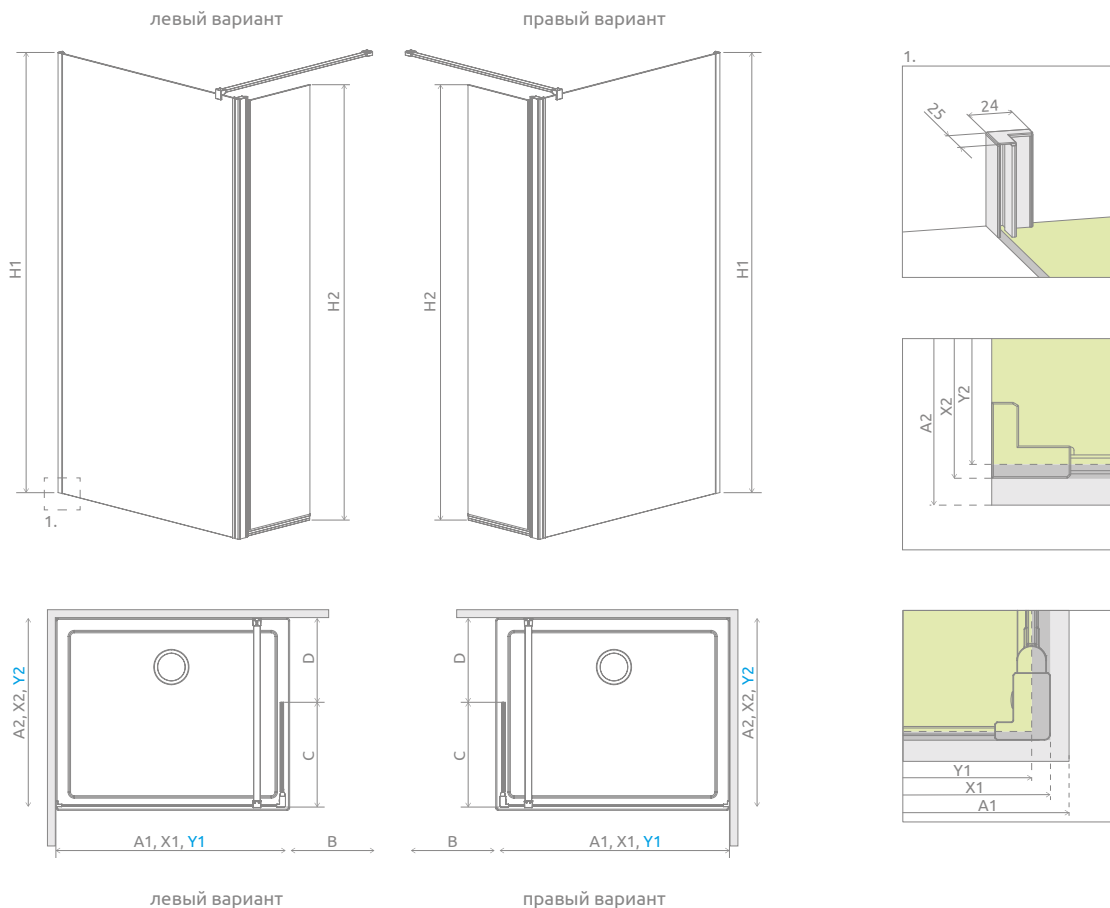 левый вариант
правый вариант
1.
24
25
H1
H2
H2
H1
1.
A2
X2
Y2
A2, X2, Y2
D
C
D
C
A2, X2, Y2
Y1
X1
A1
A1, X1, Y1
B
B
A1, X1, Y1
левый вариант
правый вариант